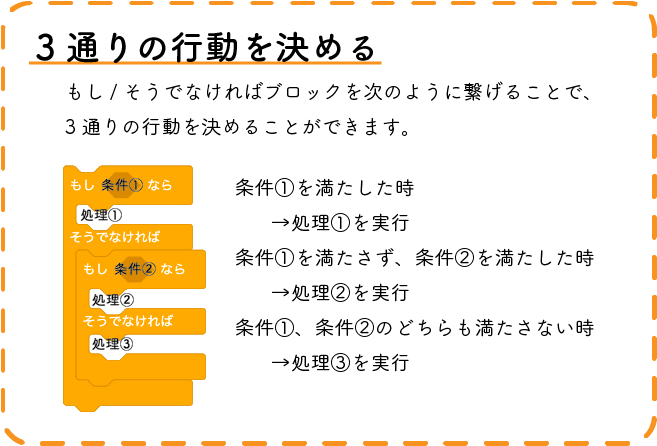 3通りの行動を決める
もし/そうでなければブロックを次のように繋げることで、
3通りの行動を決めることができます。
もし 条件① なら
処理①
そうでなければ
もし 条件② なら
処理②
そうでなければ
処理③
条件①を満たした時
→処理①を実行
条件①を満たさず、条件②を満たした時
→処理②を実行
条件①、条件②のどちらも満たさない時
→処理③を実行